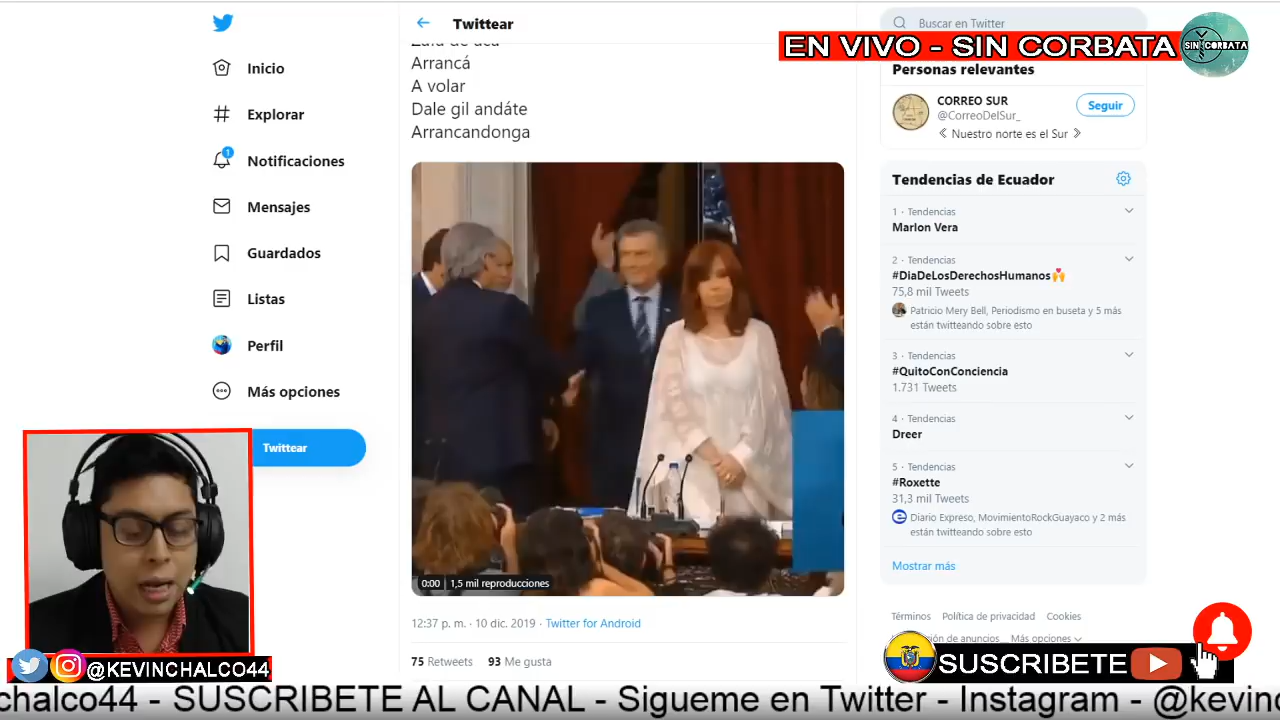 Twittear
Buscar en Twitter
EN VIVO - SIN CORBATA
SIN CORBATA
Inicio
Explorar
1
Notificaciones
Mensajes
Guardados
Listas
Perfil
Más opciones
Twittear
Arrancá
A volar
Dale gil andáte
Arrancandonga
0:00
1,5 mil reproducciones
12:37 p. m. · 10 dic. 2019 · Twitter for Android
75 Retweets 93 Me gusta
Personas relevantes
CORREO SUR
@CorreoDelSur_
Seguir
Nuestro norte es el Sur
Tendencias de Ecuador
1 · Tendencias
Marlon Vera
2 · Tendencias
#DiaDeLosDerechosHumanos
75,8 mil Tweets
Patricio Mery Bell, Periodismo en buseta y 5 más
están twitteando sobre esto
3 · Tendencias
#QuitoConConciencia
1.731 Tweets
4 · Tendencias
Dreer
5 · Tendencias
#Roxette
31,3 mil Tweets
Diario Expreso, MovimientoRockGuayaco y 2 más
están twitteando sobre esto
Mostrar más
Términos Política de privacidad Cookies
de anuncios Más opciones
@KEVINCHALCO44
SUSCRIBETE
chalco44 - SUSCRIBETE AL CANAL - Sigueme en Twitter - Instagram - @kevinc